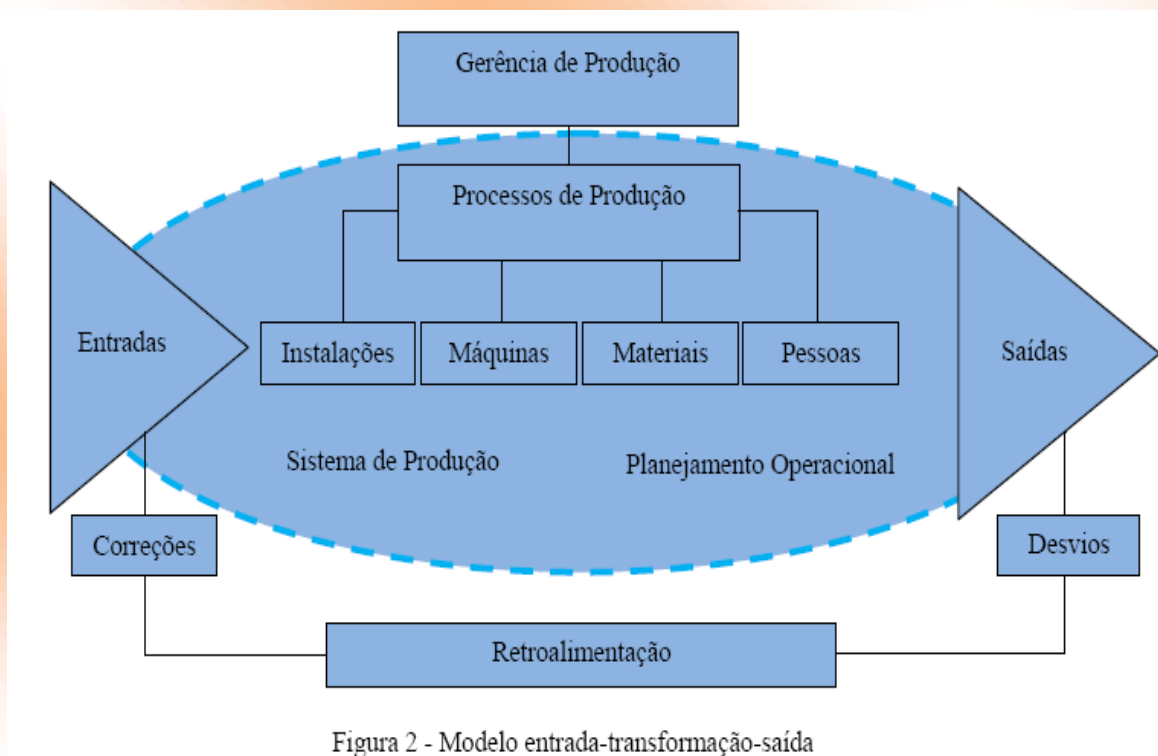 Gerência de Produção
Processos de Produção
Entradas
Instalações
Máquinas
Materiais
Pessoas
Saídas
Sistema de Produção
Planejamento Operacional
Correções
Desvios
Retroalimentação
Figura 2 - Modelo entrada-transformação-saída